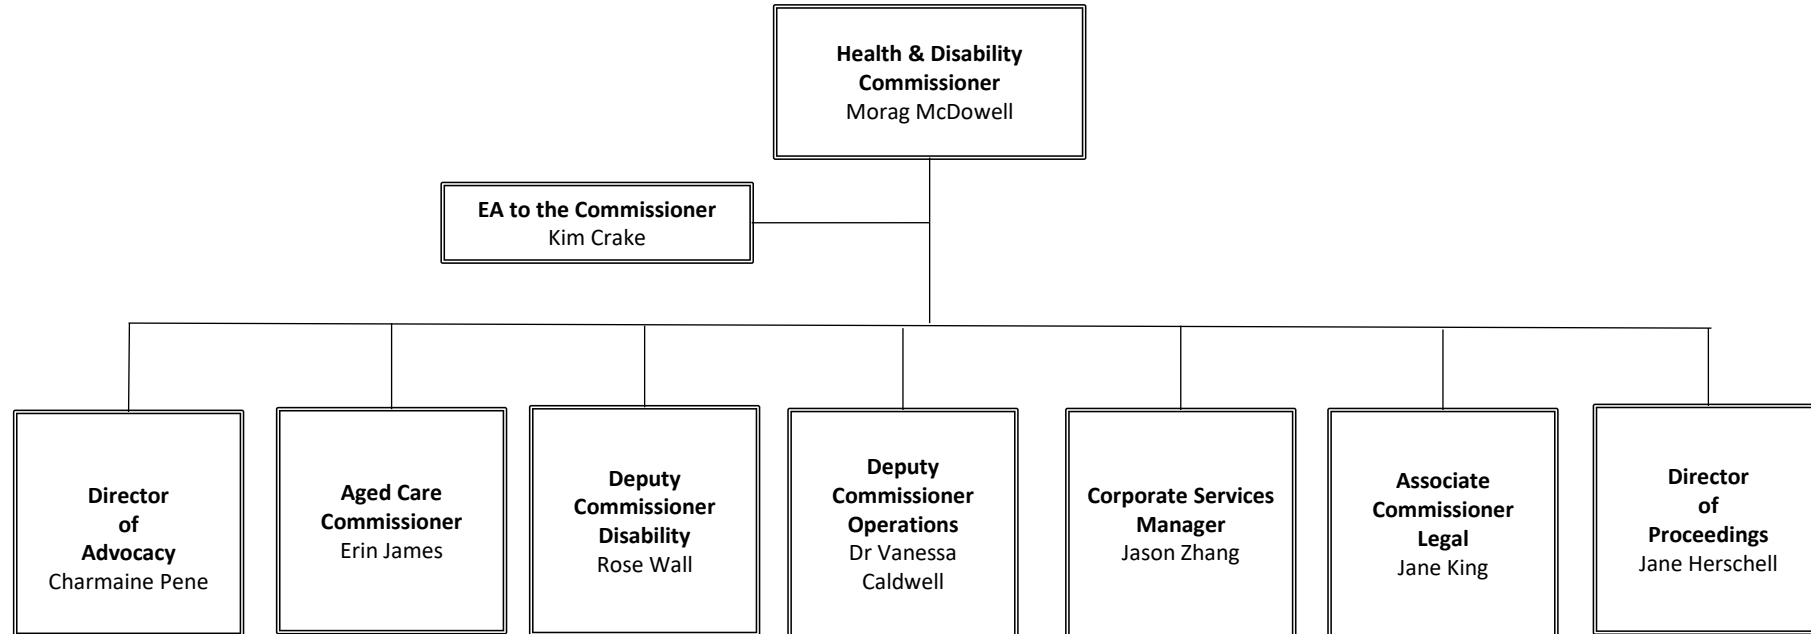 Health & Disability
Commissioner
Morag McDowell
EA to the Commissioner
Kim Crake
Director
of
Advocacy
Charmaine Pene
Aged Care
Commissioner
Erin James
Deputy
Commissioner
Disability
Rose Wall
Deputy
Commissioner
Operations
Dr Vanessa
Caldwell
Corporate Services
Manager
Jason Zhang
Associate
Commissioner
Legal
Jane King
Director
of
Proceedings
Jane Herschell